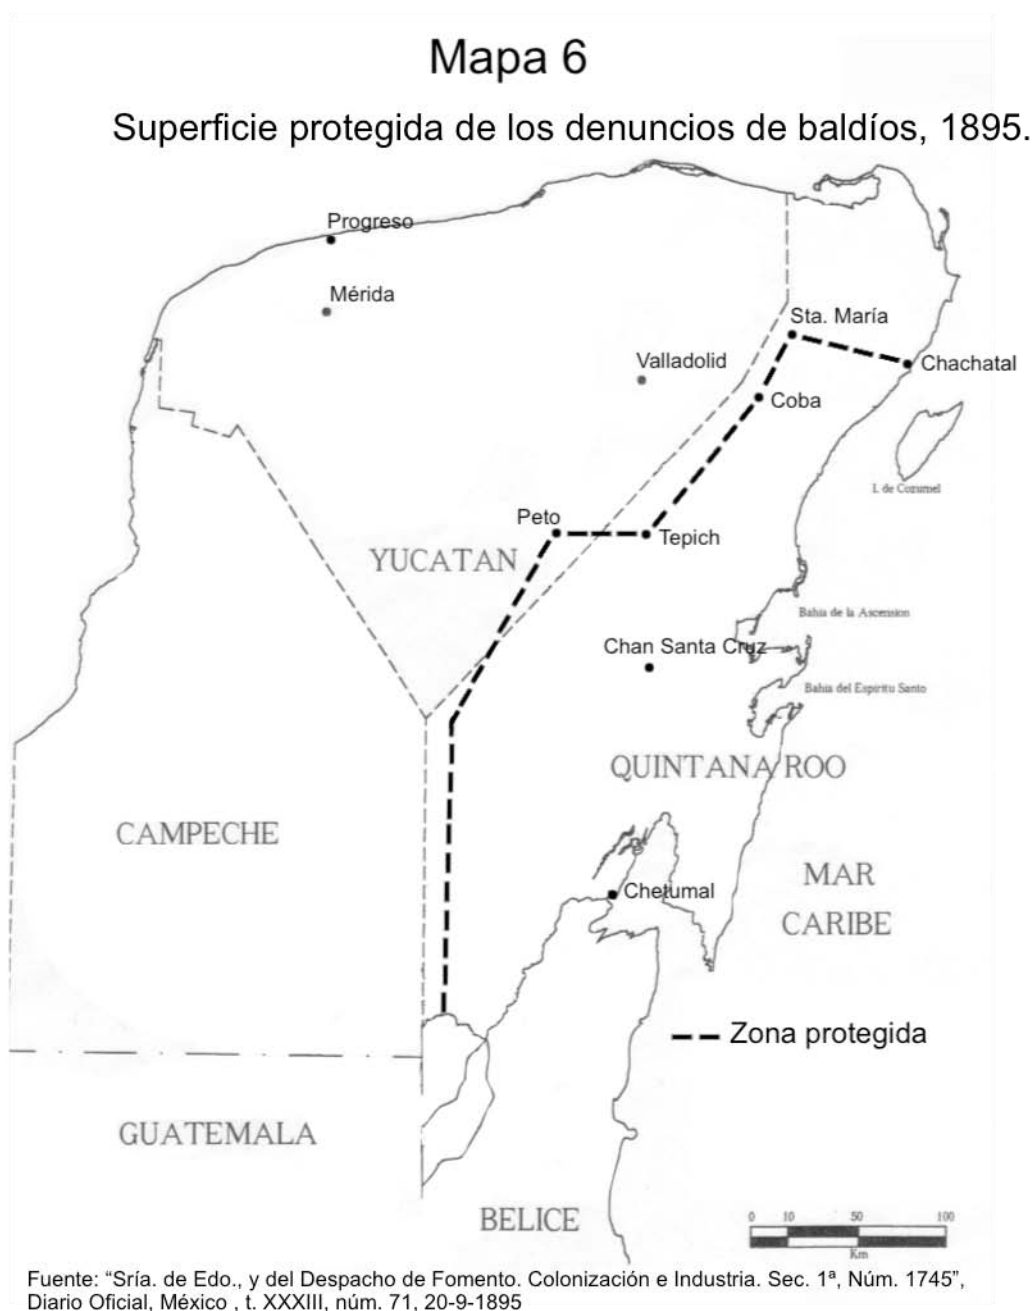 Mapa 6
Superficie protegida de los denuncios de baldíos, 1895.
Progreso
Mérida
Sta. María
Valladolid
Chachatal
Coba
I. de Cozumel
Peto
Tepich
YUCATAN
Bahia de la Ascension
Chan Santa Cruz
Bahia del Espiritu Santo
QUINTANA ROO
CAMPECHE
MAR
CARIBE
Chetumal
Zona protegida
GUATEMALA
BELICE
0 10 50 100
Km
Fuente: “Sría. de Edo., y del Despacho de Fomento. Colonización e Industria. Sec. 1ª, Núm. 1745”,
Diario Oficial, México , t. XXXIII, núm. 71, 20-9-1895